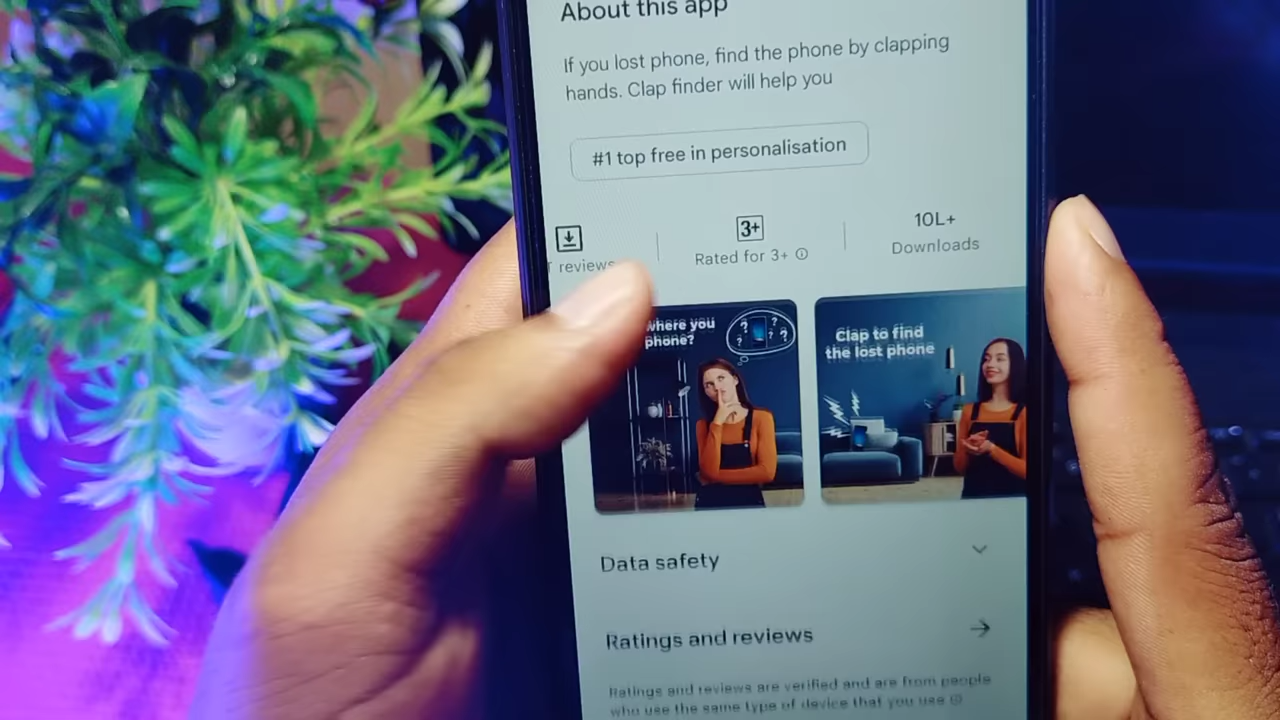 About this app
If you lost phone, find the phone by clapping
hands. Clap finder will help you
#1 top free in personalisation
3+
10L+
reviews
Rated for 3+
Downloads
where you
phone?
Clap to find
the lost phone
Data safety
Ratings and reviews
Ratings and reviews are verified and are from people
who use the same type of device that you use